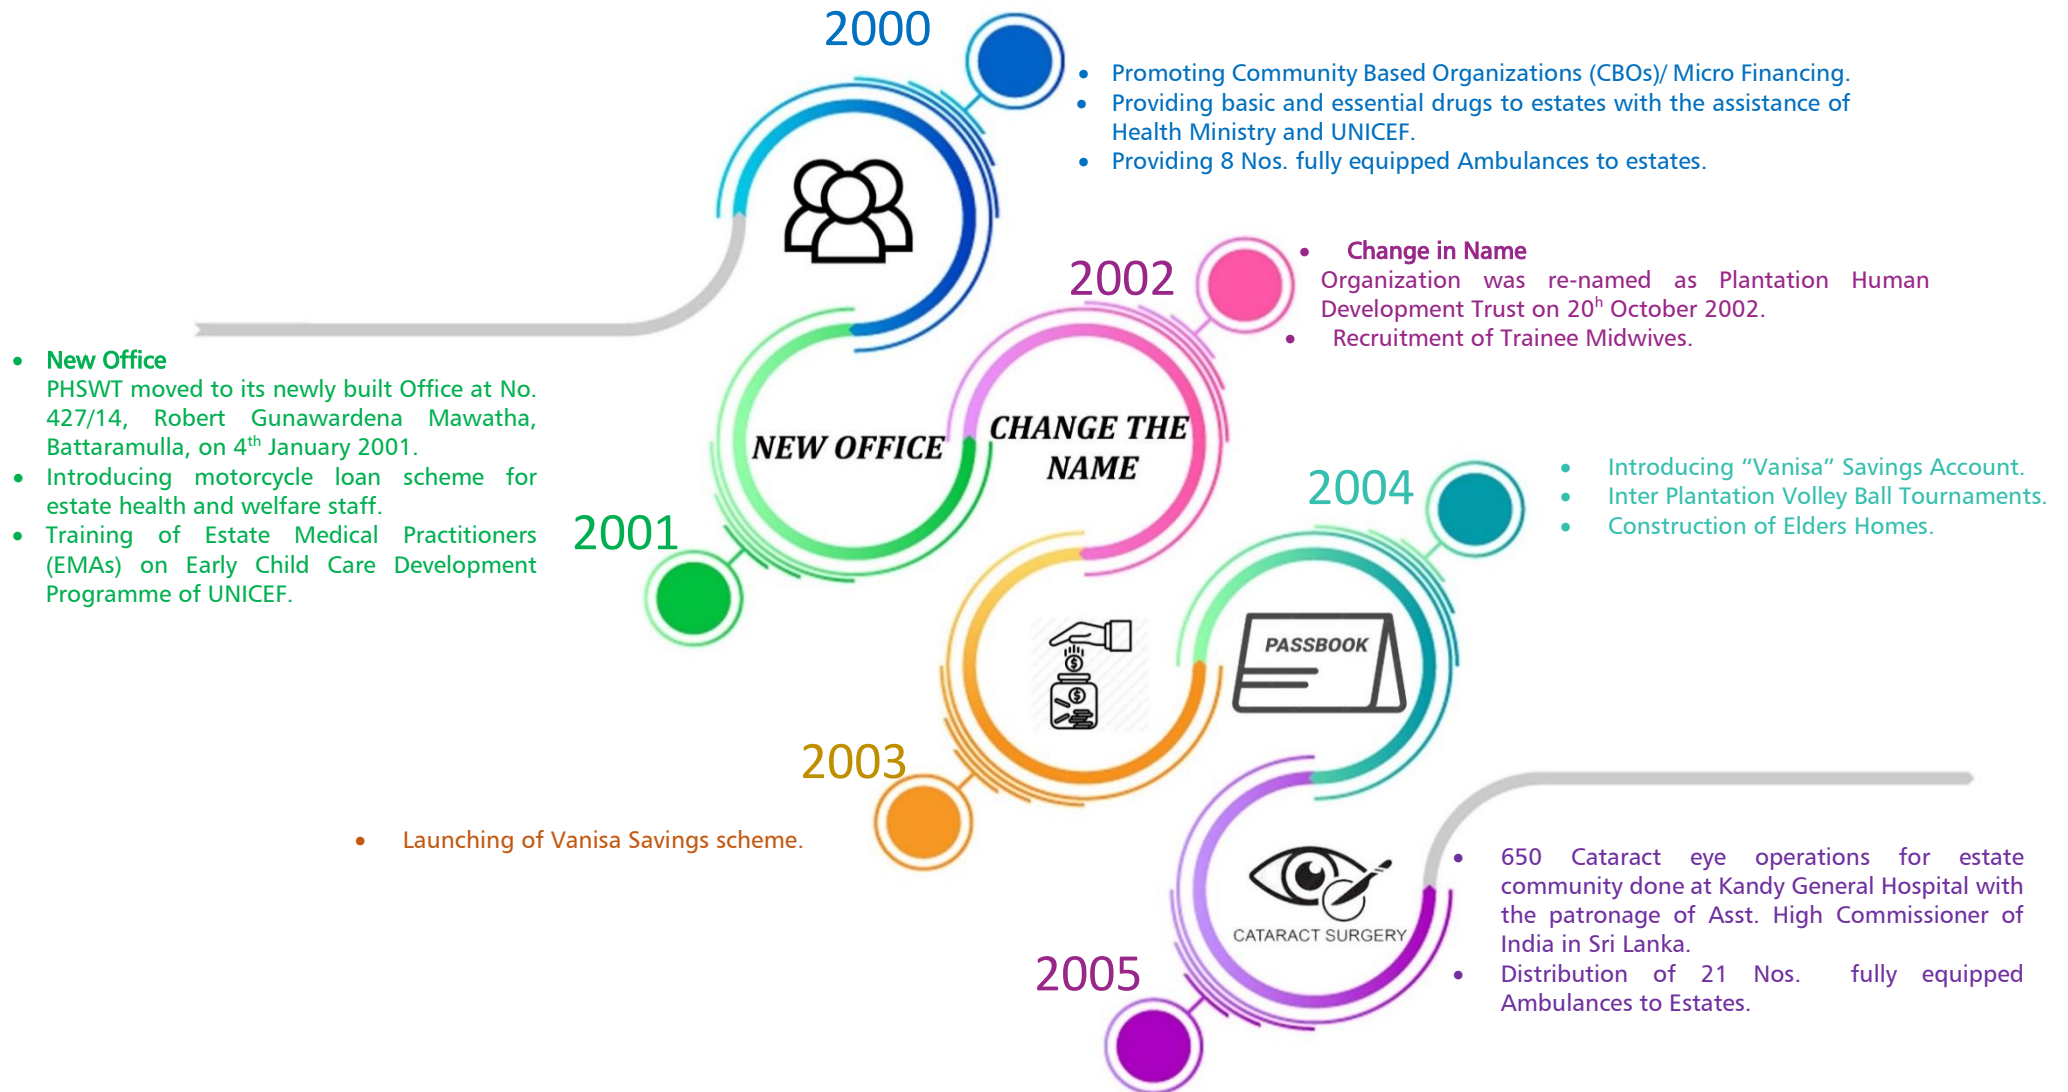 2000
• Promoting Community Based Organizations (CBOs)/ Micro Financing.
• Providing basic and essential drugs to estates with the assistance of
Health Ministry and UNICEF.
• Providing 8 Nos. fully equipped Ambulances to estates.
2002
• Change in Name
Organization was re-named as Plantation Human
Development Trust on 20h October 2002.
• Recruitment of Trainee Midwives.
• New Office
PHSWT moved to its newly built Office at No.
427/14, Robert Gunawardena Mawatha,
Battaramulla, on 4th January 2001.
• Introducing motorcycle loan scheme for
estate health and welfare staff.
• Training of Estate Medical Practitioners
(EMAs) on Early Child Care Development
Programme of UNICEF.
2001
NEW OFFICE
CHANGE THE
NAME
2004
• Introducing “Vanisa” Savings Account.
• Inter Plantation Volley Ball Tournaments.
• Construction of Elders Homes.
$
$
PASSBOOK
2003
• Launching of Vanisa Savings scheme.
CATARACT SURGERY
2005
• 650 Cataract eye operations for estate
community done at Kandy General Hospital with
the patronage of Asst. High Commissioner of
India in Sri Lanka.
• Distribution of 21 Nos. fully equipped
Ambulances to Estates.